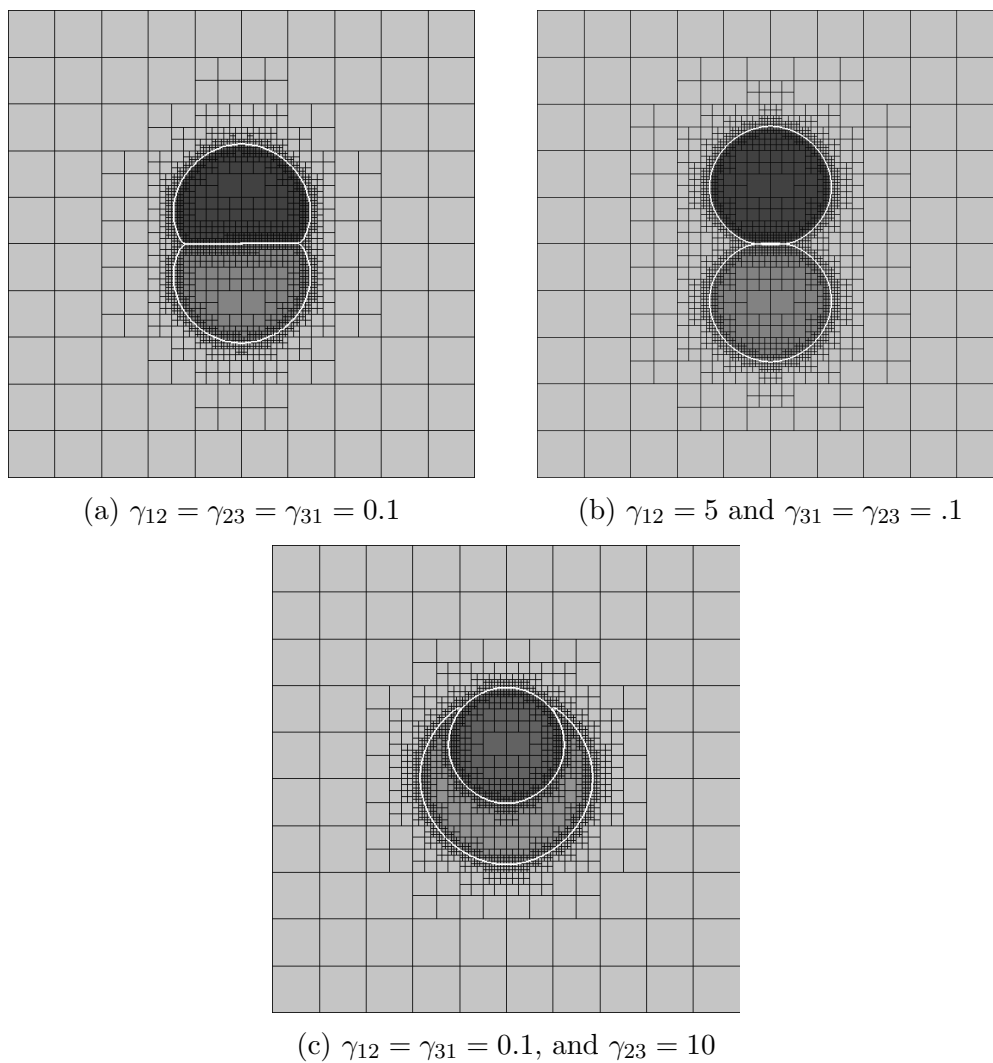 (a) γ₁₂ = γ₂₃ = γ₃₁ = 0.1
(b) γ₁₂ = 5 and γ₃₁ = γ₂₃ = .1
(c) γ₁₂ = γ₃₁ = 0.1, and γ₂₃ = 10